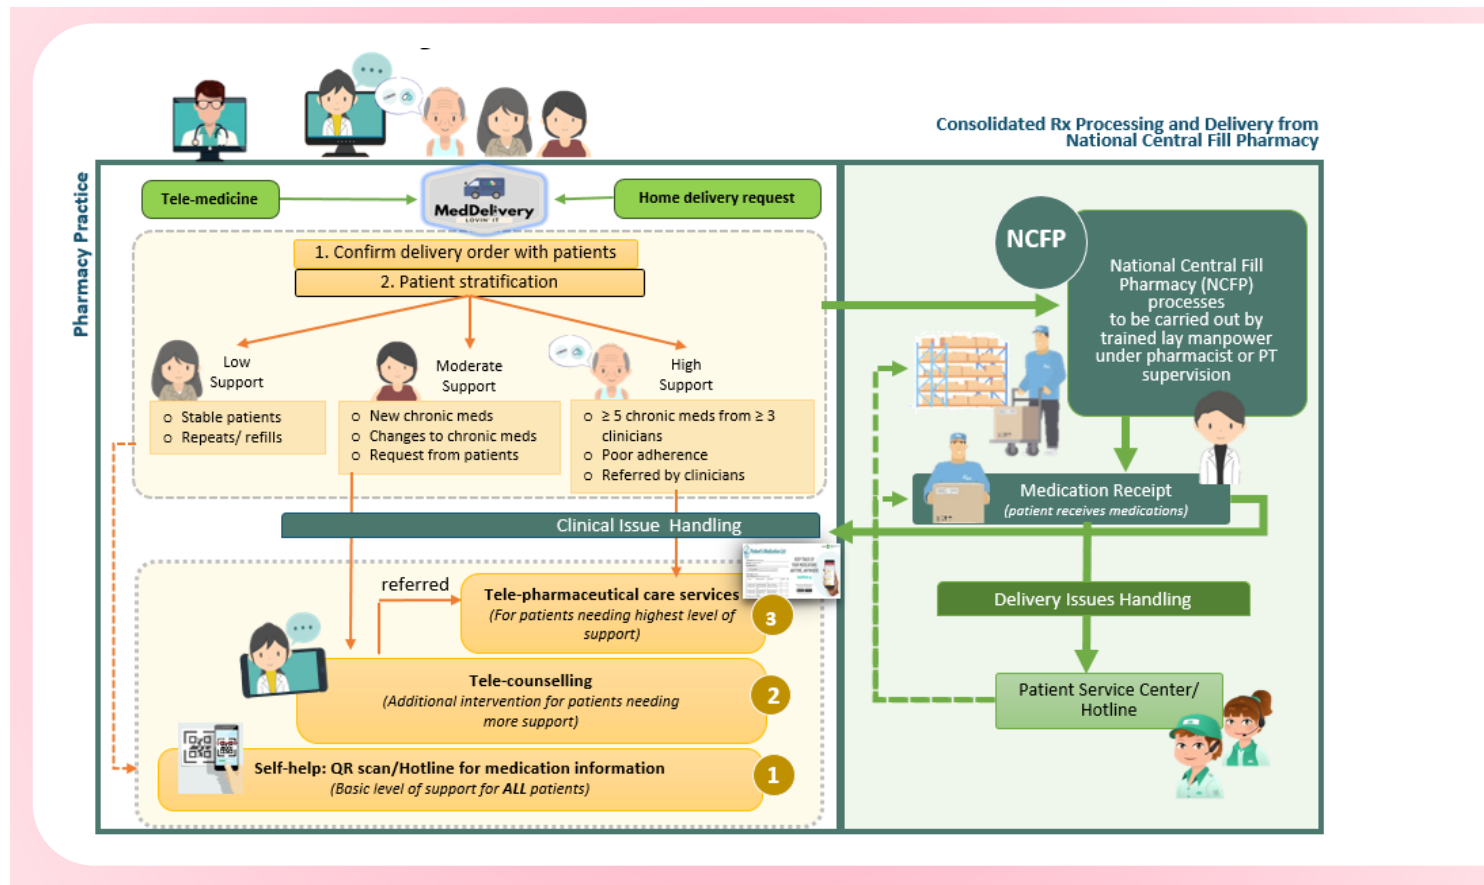 Consolidated Rx Processing and Delivery from
National Central Fill Pharmacy
Pharmacy Practice
Tele-medicine
MedDelivery
LOVIN' IT
Home delivery request
1. Confirm delivery order with patients
2. Patient stratification
Low
Support
Moderate
Support
High
Support
o Stable patients
o Repeats/ refills
o New chronic meds
o Changes to chronic meds
o Request from patients
o ≥ 5 chronic meds from ≥ 3
clinicians
o Poor adherence
o Referred by clinicians
Clinical Issue Handling
referred
Tele-pharmaceutical care services
(For patients needing highest level of
support)
3
Tele-counselling
(Additional intervention for patients needing
more support)
2
Self-help: QR scan/Hotline for medication information
(Basic level of support for ALL patients)
1
NCFP
National Central Fill
Pharmacy (NCFP)
processes
to be carried out by
trained lay manpower
under pharmacist or PT
supervision
Medication Receipt
(patient receives medications)
Delivery Issues Handling
Patient Service Center/
Hotline